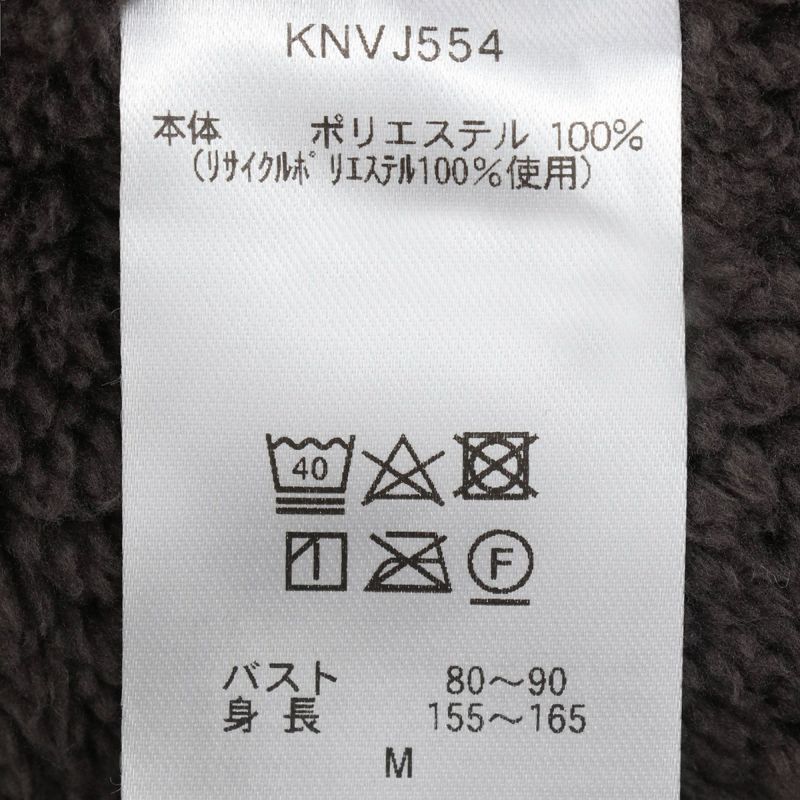 KNVJ554
本体 ポリエステル 100%
(リサイクルポリエステル100%使用)
40
F
バスト 80〜90
身長 155〜165
M